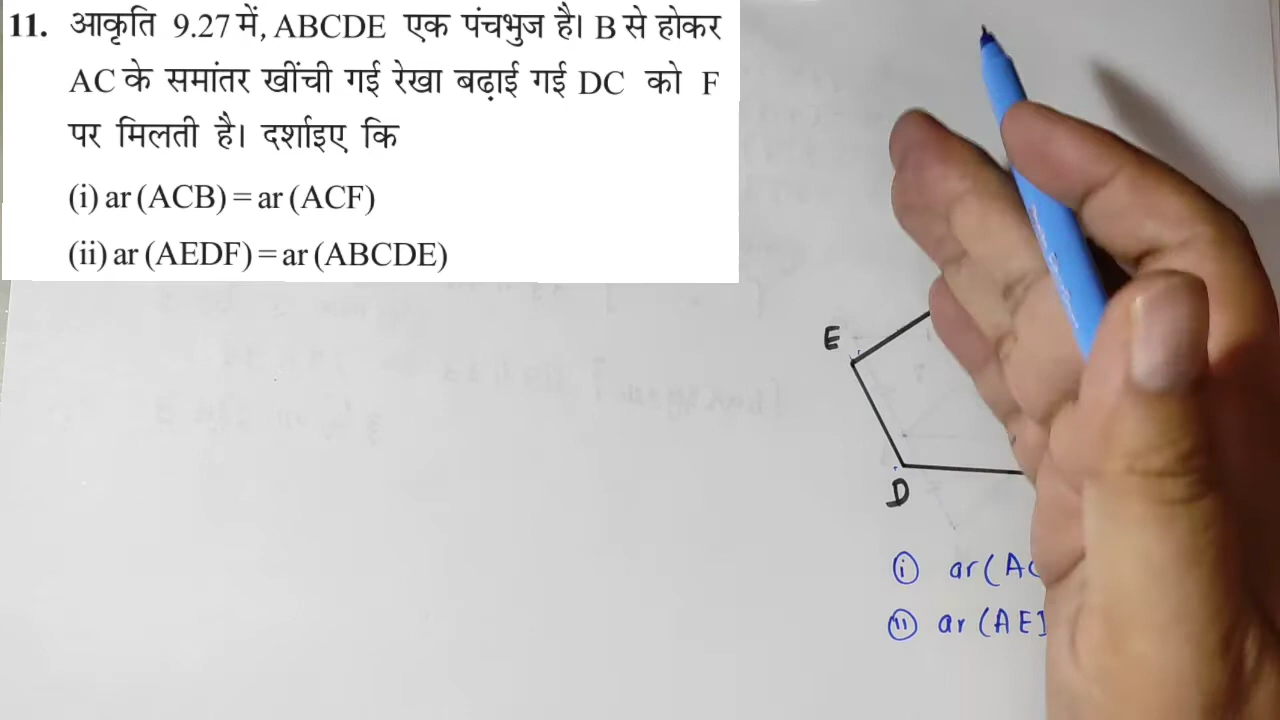 11. आकृति 9.27 में, ABCDE एक पंचभुज है। B से होकर
AC के समांतर खींची गई रेखा बढ़ाई गई DC को F
पर मिलती है। दर्शाइए कि
(i) ar (ACB) = ar (ACF)
(ii) ar (AEDF) = ar (ABCDE)
E
D
(i) ar (AC
(ii) ar (AE